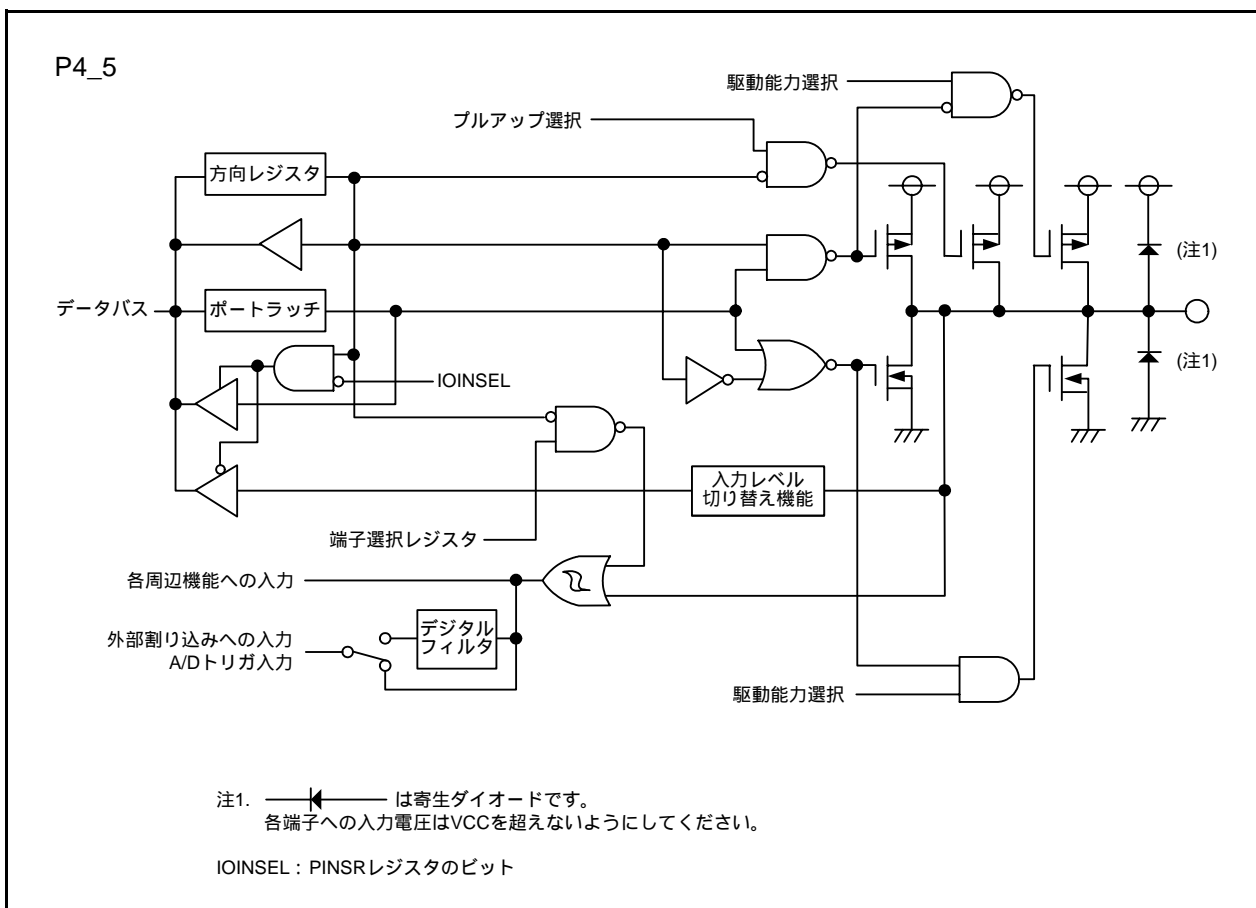 P4_5
駆動能力選択
プルアップ選択
方向レジスタ
(注1)
データバス
ポートラッチ
(注1)
IOINSEL
入力レベル
切り替え機能
端子選択レジスタ
各周辺機能への入力
デジタル
フィルタ
外部割り込みへの入力
A/Dトリガ入力
駆動能力選択
注1. は寄生ダイオードです。
各端子への入力電圧はVCCを超えないようにしてください。
IOINSEL：PINSRレジスタのビット